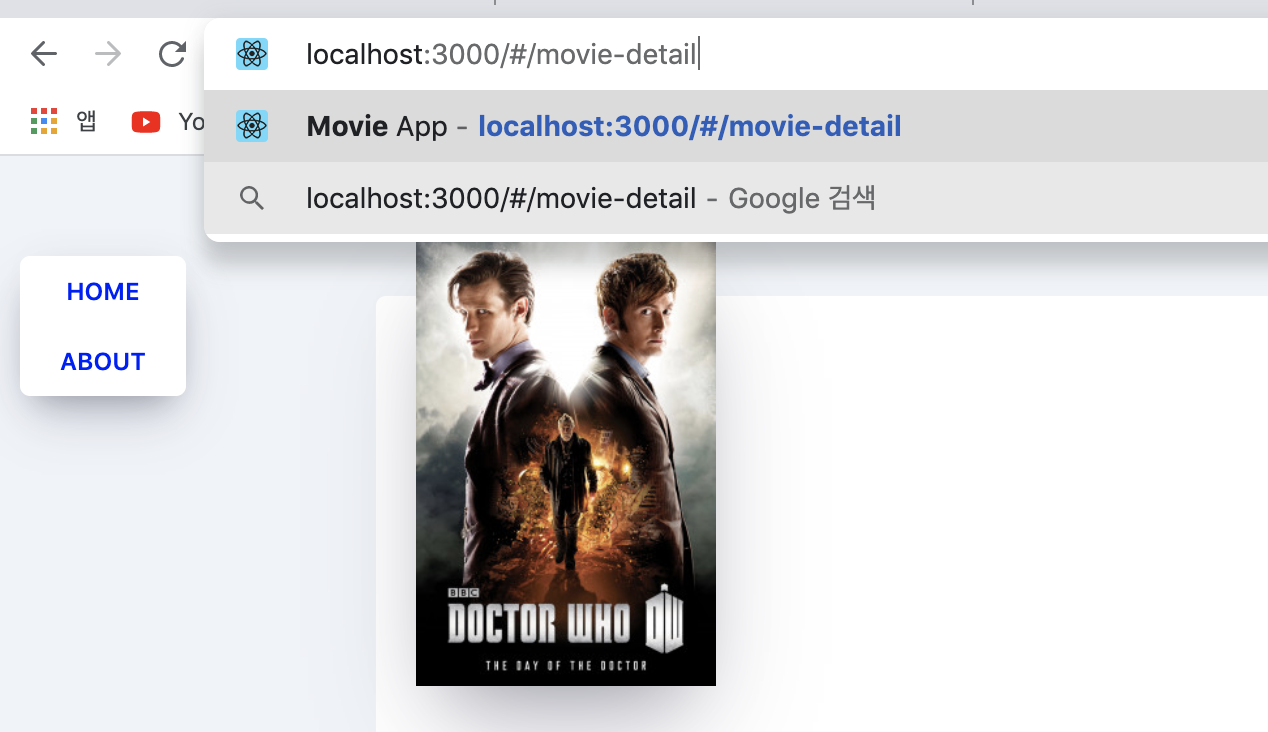 localhost:3000/#/movie-detail
앱
Yo
Movie App - localhost:3000/#/movie-detail
localhost:3000/#/movie-detail - Google 검색
HOME
ABOUT
BBC
DOCTOR WHO DW
THE DAY OF THE DOCTOR